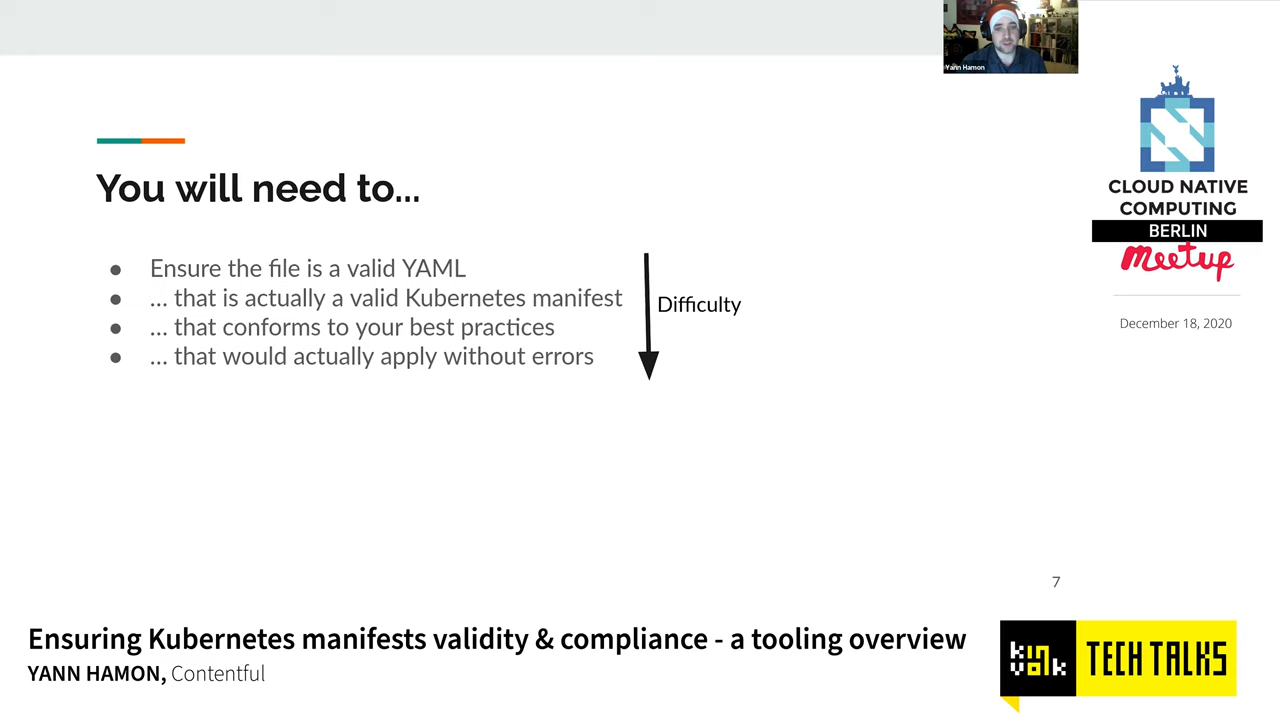 Yann Hamon
CLOUD NATIVE
COMPUTING
BERLIN
Meetup
December 18, 2020
You will need to...
● Ensure the file is a valid YAML
● ... that is actually a valid Kubernetes manifest
● ... that conforms to your best practices
● ... that would actually apply without errors
Difficulty
7
Ensuring Kubernetes manifests validity & compliance - a tooling overview
YANN HAMON, Contentful
kinvolk
TECH TALKS